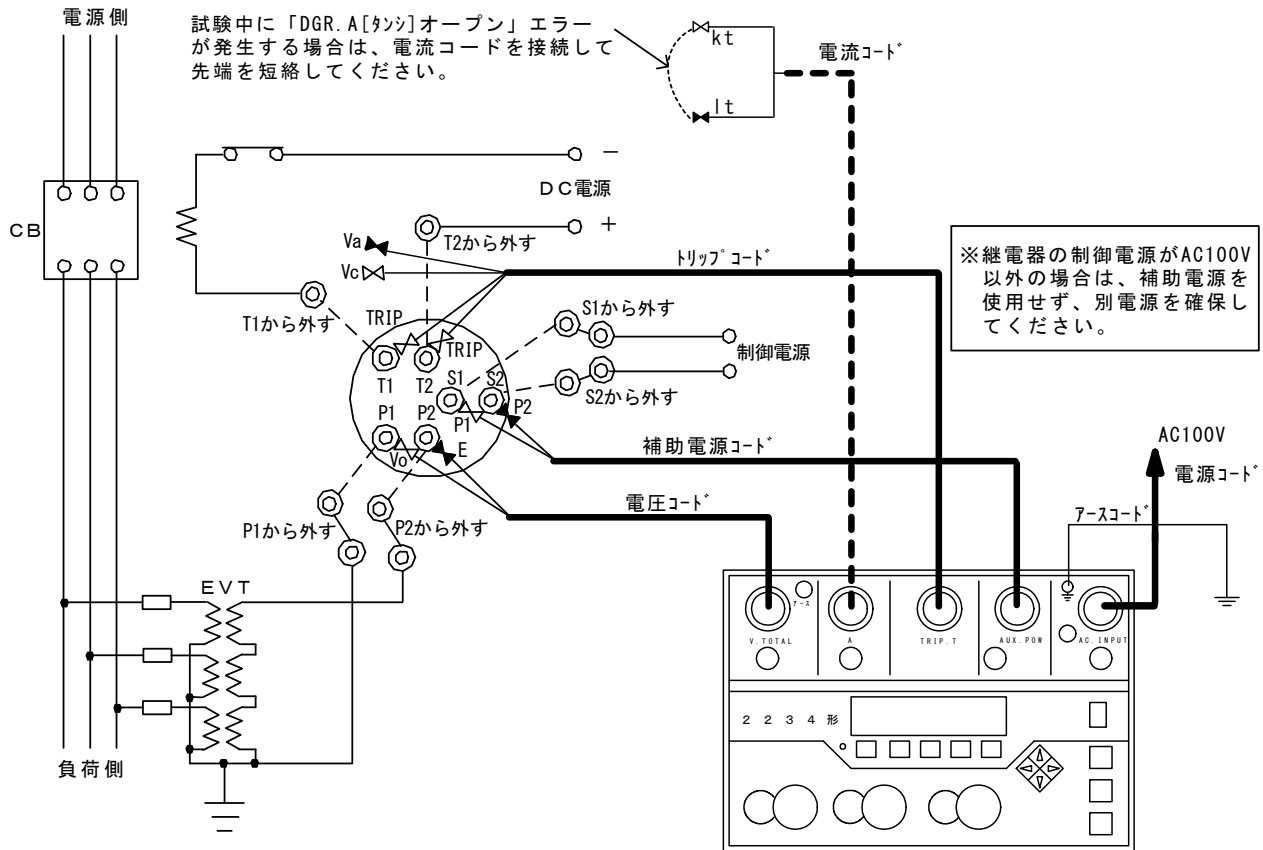 電源側
試験中に「DGR.A[ﾀﾝｼ]オープン」エラー
が発生する場合は、電流コードを接続して
先端を短絡してください。
kt
電流ｺｰﾄﾞ
lt
－
DC電源
CB
＋
Va
T2から外す
Vc
ﾄﾘｯﾌﾟｺｰﾄﾞ
※継電器の制御電源がAC100V
以外の場合は、補助電源を
使用せず、別電源を確保し
てください。
T1から外す
TRIP
S1から外す
TRIP
制御電源
T1
T2
S1
S2
S2から外す
P1
P2
P1
P2
Vo
E
補助電源ｺｰﾄﾞ
AC100V
電源ｺｰﾄﾞ
電圧ｺｰﾄﾞ
ｱｰｽｺｰﾄﾞ
P1から外す
P2から外す
EVT
ｱｰｽ
V.TOTAL
A
TRIP.T
AUX.POW
AC.INPUT
2234形
負荷側